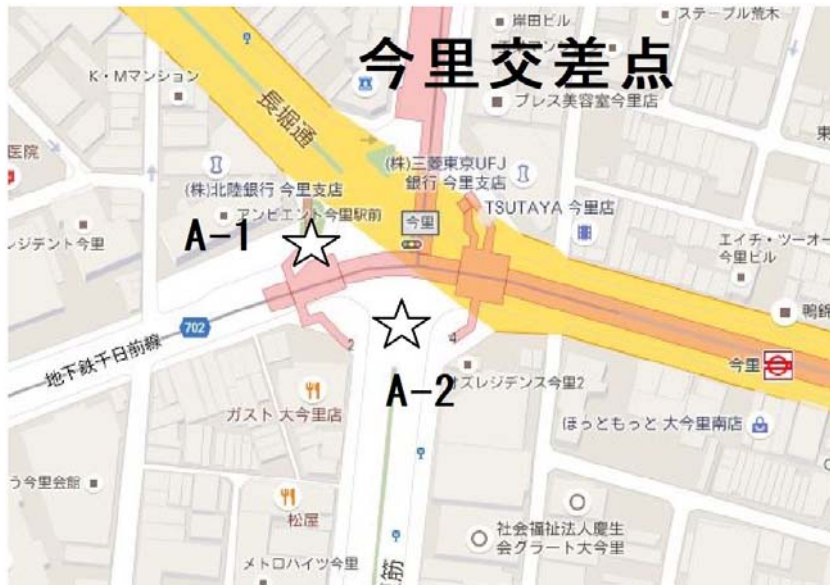 岸田ビル
ステーブル荒木
今里交差点
K・Mマンション
長堀通
プレス美容室今里店
東
医院
(株)三菱東京UFJ
銀行 今里支店
(株)北陸銀行 今里支店
アンビエント今里駅前
今里
TSUTAYA 今里店
レジデント今里
A-1
エイチ・ツーオー
今里ビル
鴨錦
702
地下鉄千日前線
2
4
今里
A-2
オズレジデンス今里2
ガスト 大今里店
ほっともっと 大今里南店
う今里会館
松屋
社会福祉法人慶生
会グラート大今里
メトロハイツ今里
筋